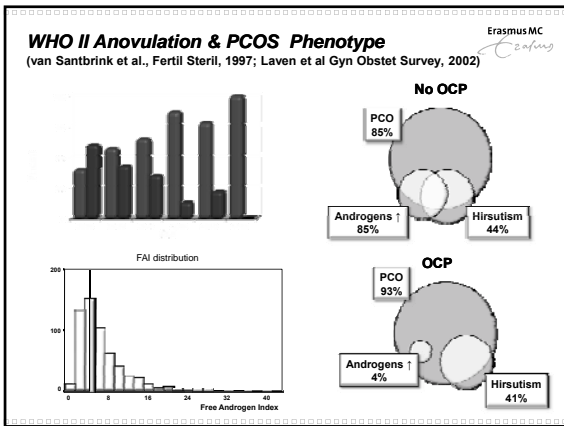 WHO II Anovulation & PCOS Phenotype
(van Santbrink et al., Fertil Steril, 1997; Laven et al Gyn Obstet Survey, 2002)
Erasmus MC
Erasmus
No OCP
PCO
85%
Androgens ↑
85%
Hirsutism
44%
FAI distribution
200
100
0
0 8 16 24 32 40
Free Androgen Index
OCP
PCO
93%
Androgens ↑
4%
Hirsutism
41%